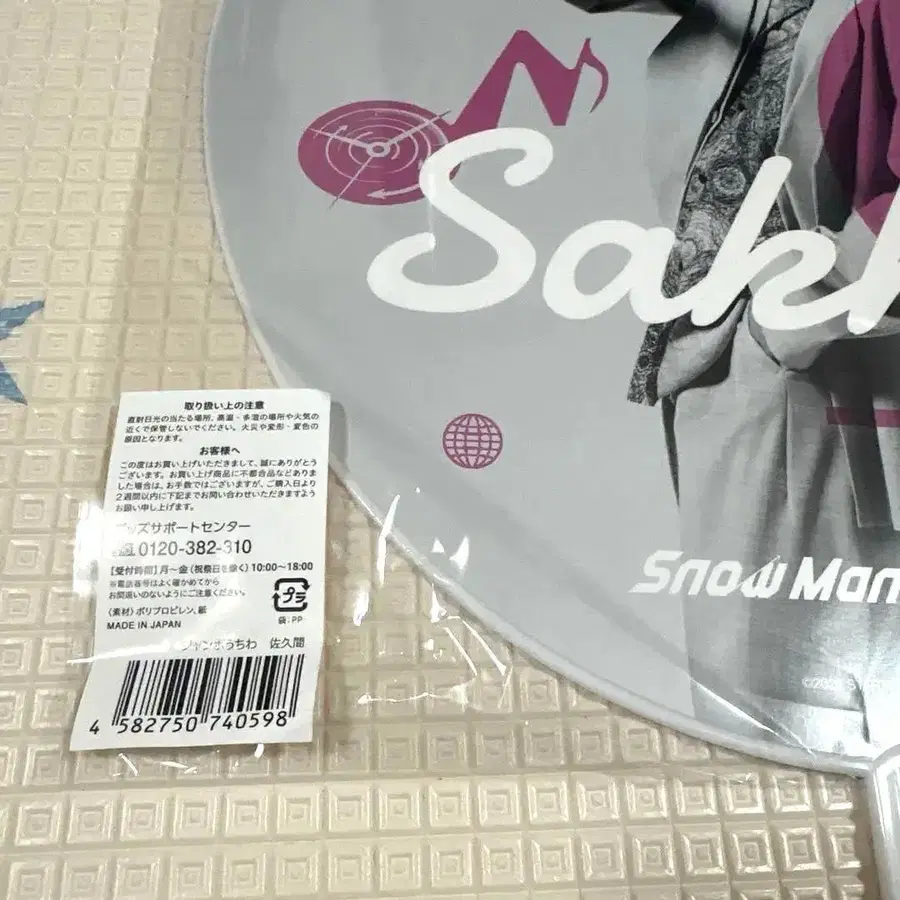 Sak
Snow Man
取り扱い上の注意
直射日光の当たる場所、高温・多湿の場所や火気の
近くで保管しないでください。火災や変形・変色の
原因となります。
お客様へ
この度はお買い上げいただきまして、誠にありがとう
ございます。お買い上げ商品に不都合品などありま
した場合は、お手数ではございますが、ご購入日より
2週間以内に下記までお問い合わせいただきますよう
お願い申し上げます。
グッズサポートセンター
0120-382-310
【受付時間】月〜金(祝祭日を除く)10:00〜18:00
※電話番号はよく確かめてから
お間違いのないようにご連絡ください。
プラ
袋:PP
(素材)ポリプロピレン、紙
MADE IN JAPAN
ジャンボうちわ 佐久間
4 582750 740598